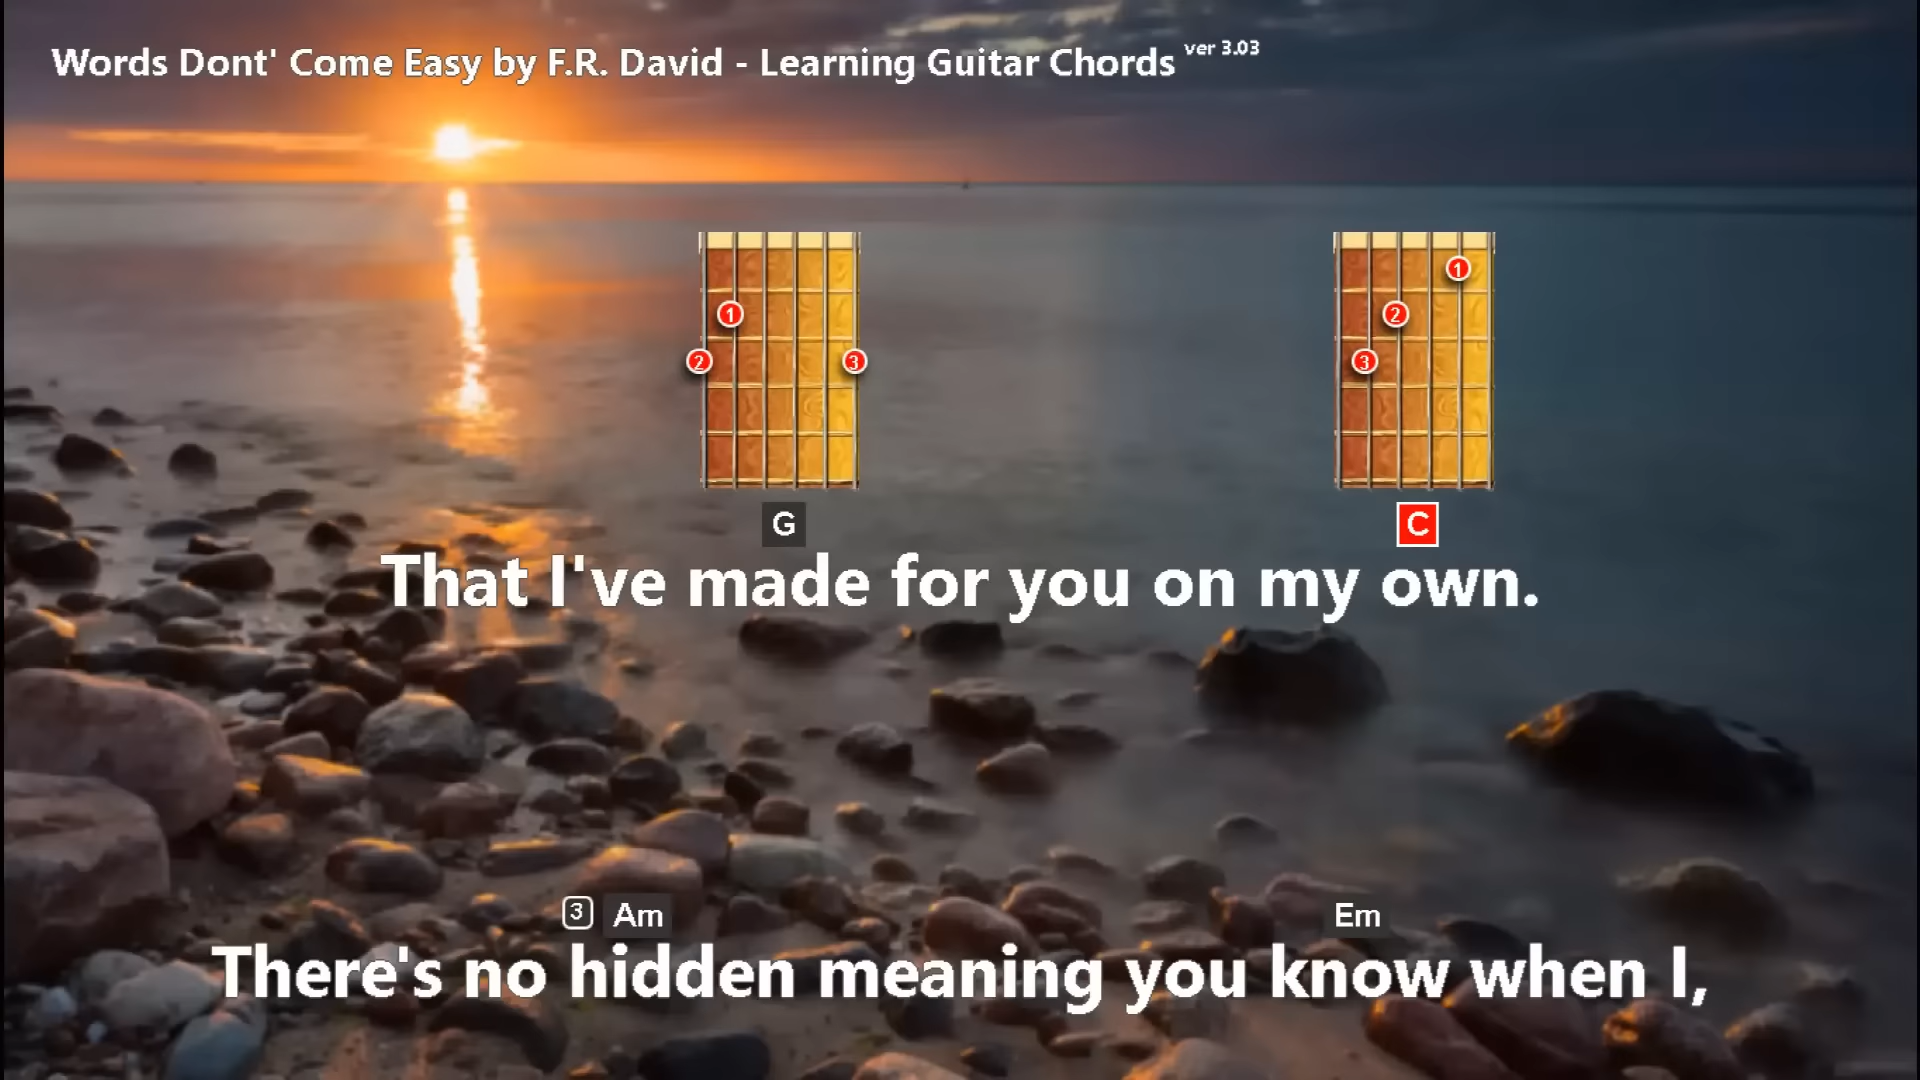 Words Dont' Come Easy by F.R. David - Learning Guitar Chords ver 3.03
1 1
2
2 3 3
G C
That I've made for you on my own.
3 Am Em
There's no hidden meaning you know when I,